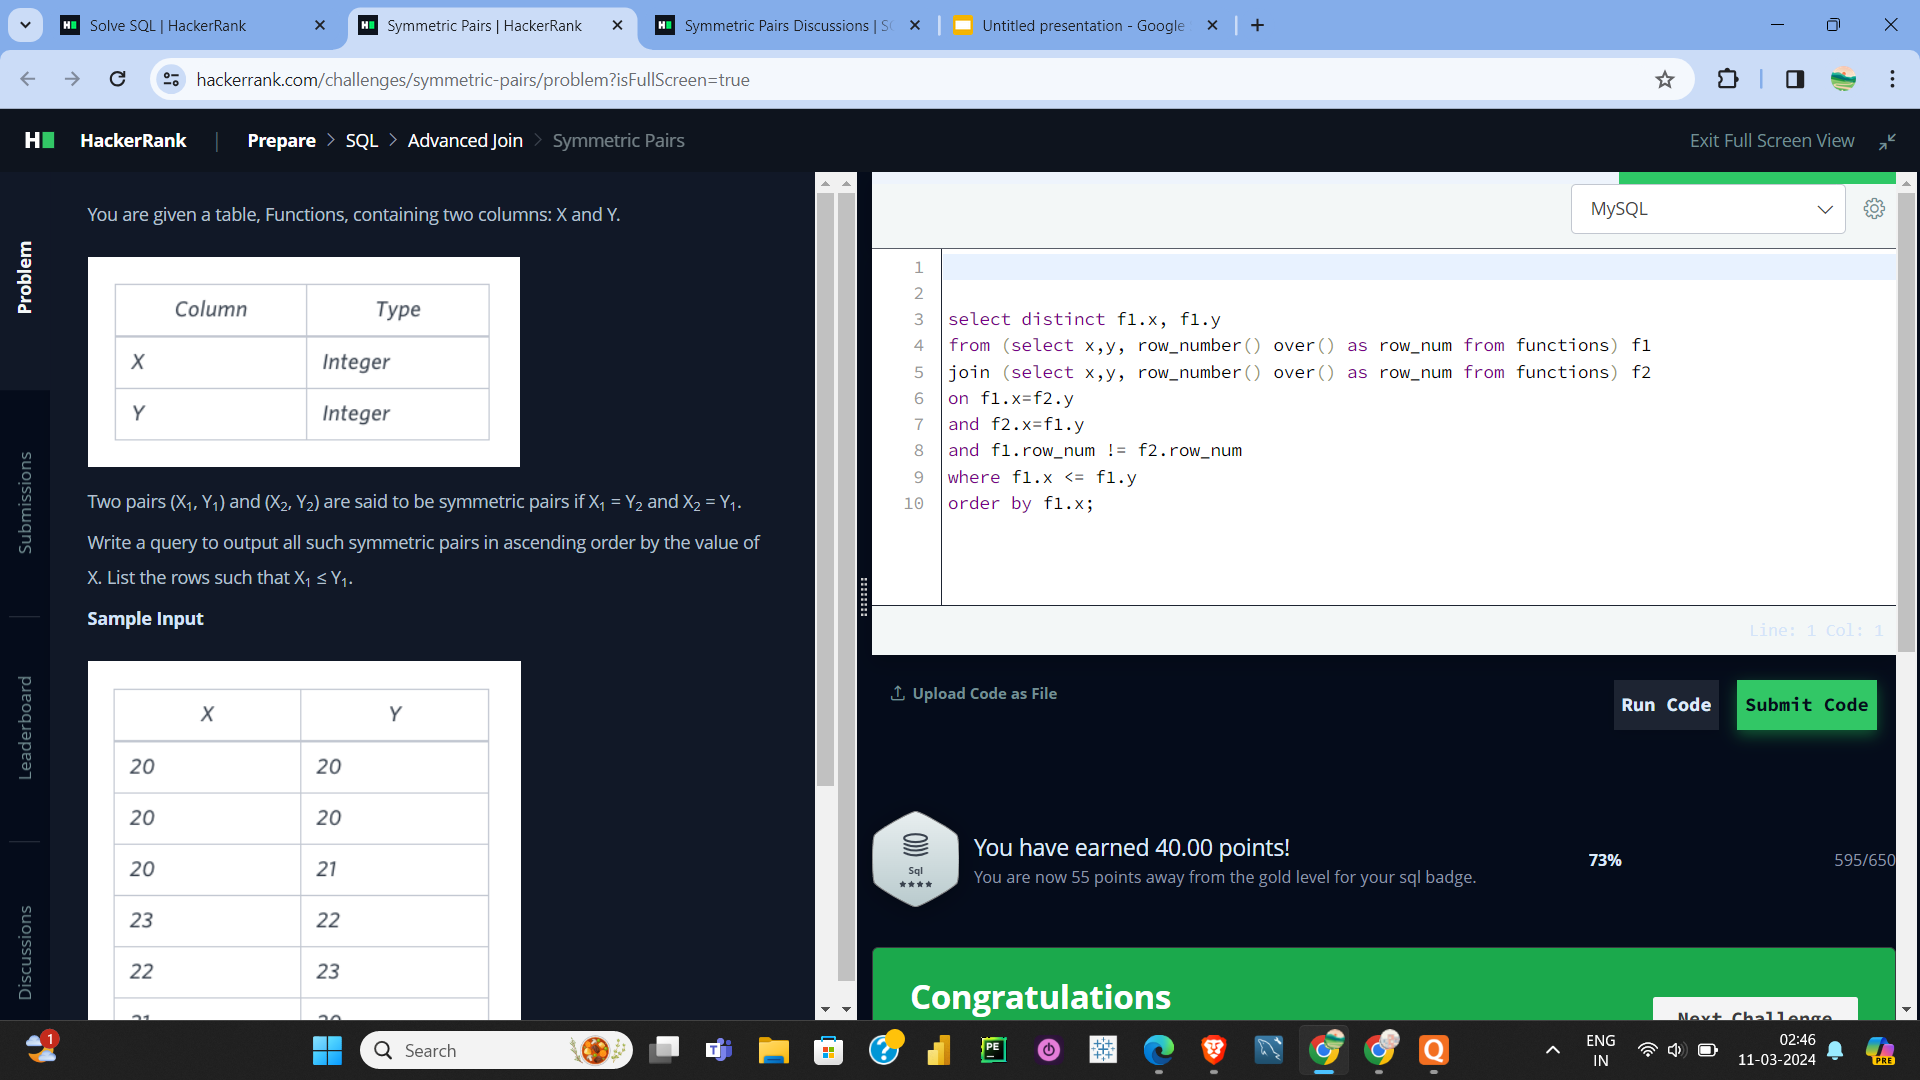 Solve SQL | HackerRank
Symmetric Pairs | HackerRank
Symmetric Pairs Discussions | S
Untitled presentation - Google
hackerrank.com/challenges/symmetric-pairs/problem?isFullScreen=true
HackerRank
Prepare
SQL
Advanced Join
Symmetric Pairs
Exit Full Screen View
Problem
Submissions
Leaderboard
Discussions
You are given a table, Functions, containing two columns: X and Y.
Column Type
X Integer
Y Integer
Two pairs (X1, Y1) and (X2, Y2) are said to be symmetric pairs if X1 = Y2 and X2 = Y1.
Write a query to output all such symmetric pairs in ascending order by the value of
X. List the rows such that X1 ≤ Y1.
Sample Input
X Y
20 20
20 20
20 21
23 22
22 23
21 20
MySQL
1
2
3 select distinct f1.x, f1.y
4 from (select x,y, row_number() over() as row_num from functions) f1
5 join (select x,y, row_number() over() as row_num from functions) f2
6 on f1.x=f2.y
7 and f2.x=f1.y
8 and f1.row_num != f2.row_num
9 where f1.x <= f1.y
10 order by f1.x;
Line: 1 Col: 1
Upload Code as File
Run Code
Submit Code
Sql
You have earned 40.00 points!
You are now 55 points away from the gold level for your sql badge.
73%
595/650
Congratulations
Next Challenge
1
Search
PE
ENG
IN
02:46
11-03-2024
PRE